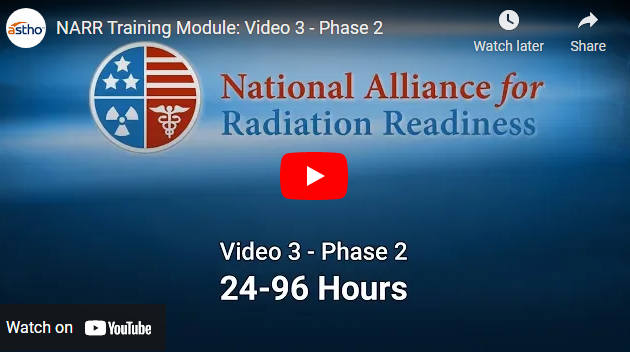 astho
NARR Training Module: Video 3 - Phase 2
Watch later
Share
National Alliance for
Radiation Readiness
Video 3 - Phase 2
24-96 Hours
Watch on YouTube